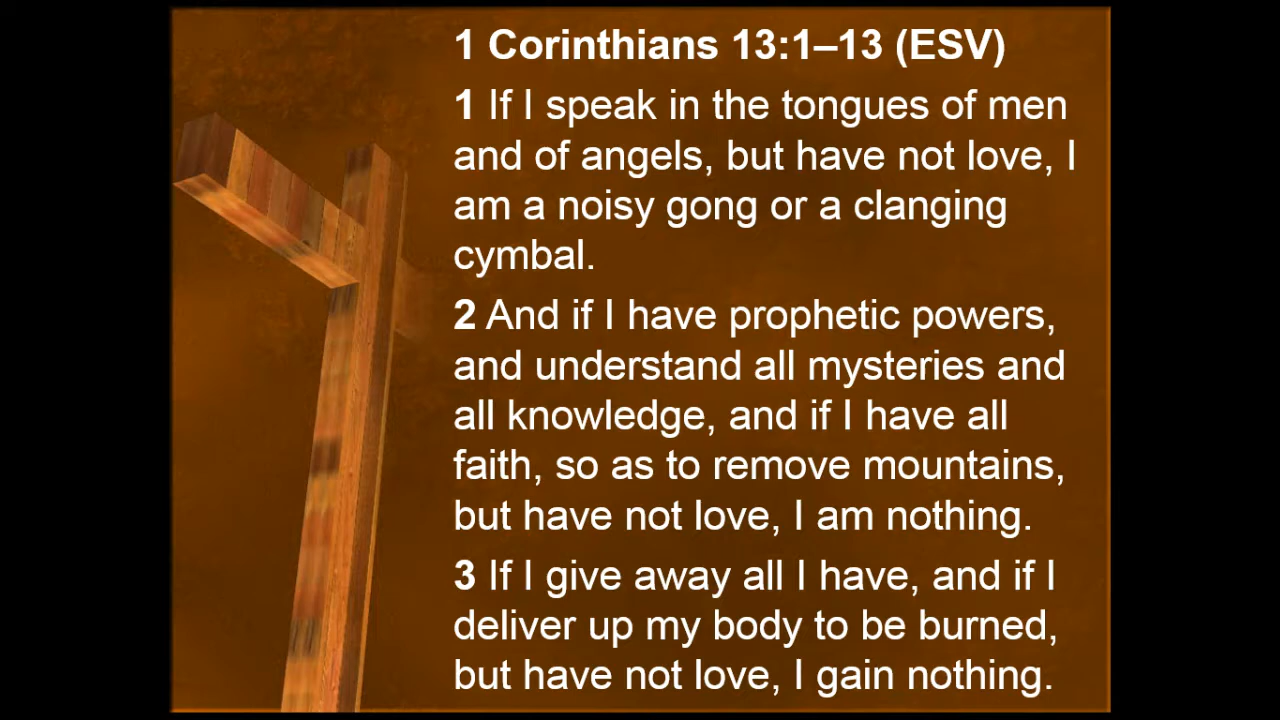 1 Corinthians 13:1–13 (ESV)
1 If I speak in the tongues of men
and of angels, but have not love, I
am a noisy gong or a clanging
cymbal.
2 And if I have prophetic powers,
and understand all mysteries and
all knowledge, and if I have all
faith, so as to remove mountains,
but have not love, I am nothing.
3 If I give away all I have, and if I
deliver up my body to be burned,
but have not love, I gain nothing.